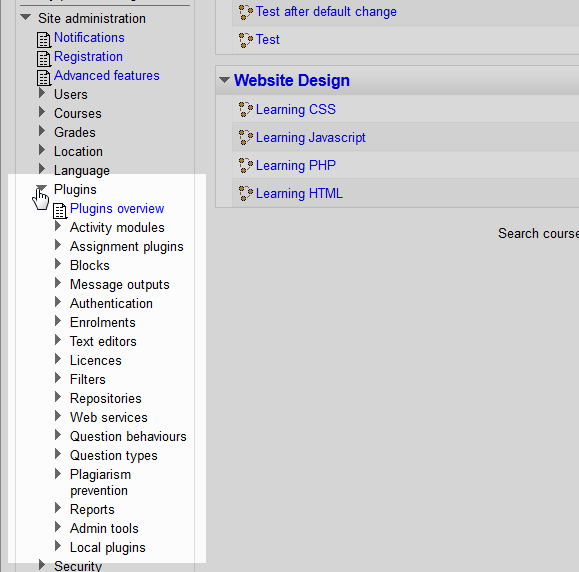 Site administration
Notifications
Registration
Advanced features
Users
Courses
Grades
Location
Language
Plugins
Plugins overview
Activity modules
Assignment plugins
Blocks
Message outputs
Authentication
Enrolments
Text editors
Licences
Filters
Repositories
Web services
Question behaviours
Question types
Plagiarism
prevention
Reports
Admin tools
Local plugins
Security
Test after default change
Test
Website Design
Learning CSS
Learning Javascript
Learning PHP
Learning HTML
Search course